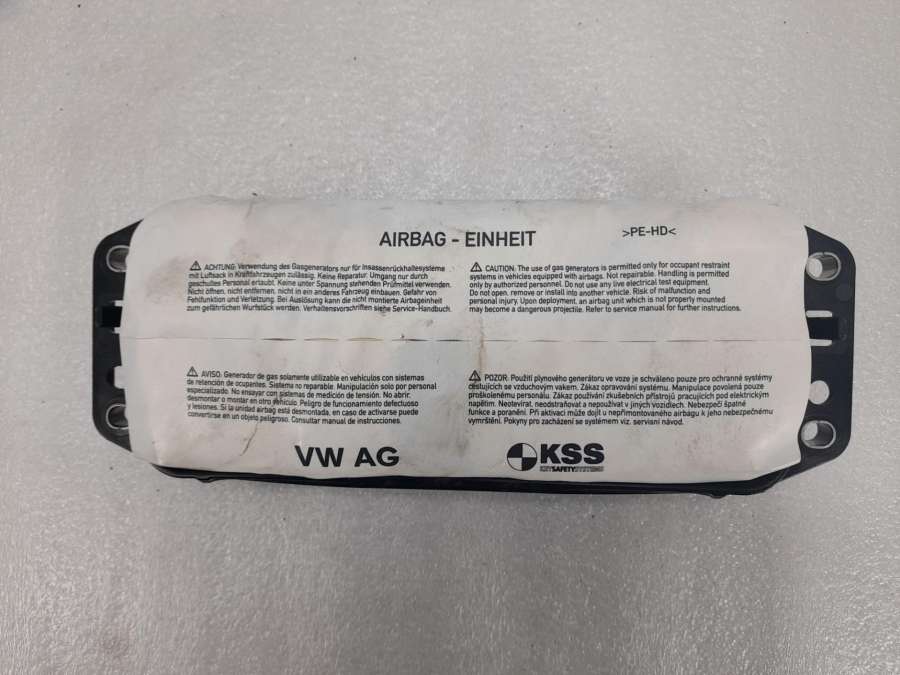 AIRBAG - EINHEIT
>PE-HD<
⚠ ACHTUNG: Verwendung des Gasgenerators nur für Insassenrückhaltesysteme
mit Luftsack in Kraftfahrzeugen zulässig. Keine Reparatur. Umgang nur durch
geschultes Personal erlaubt. Keine unter Spannung stehenden Prüfmittel verwenden.
Nicht öffnen, nicht entfernen, nicht in ein anderes Fahrzeug einbauen. Gefahr von
Fehlfunktion und Verletzung. Bei Auslösung kann die nicht montierte Airbageinheit
zum gefährlichen Wurfstück werden. Verhaltensvorschriften siehe Service-Handbuch.
⚠ CAUTION: The use of gas generators is permitted only for occupant restraint
systems in vehicles equipped with airbags. Not repairable. Handling is permitted
only by authorized personnel. Do not use any live electrical test equipment.
Do not open, remove or install into another vehicle. Risk of malfunction and
personal injury. Upon deployment, an airbag unit which is not properly mounted
may become a dangerous projectile. Refer to service manual for further instructions.
⚠ AVISO: Generador de gas solamente utilizable en vehículos con sistemas
de retención de ocupantes. Sistema no reparable. Manipulación solo por personal
especializado. No ensayar con sistemas de medición de tensión. No abrir,
desmontar o montar en otro vehículo. Peligro de funcionamiento defectuoso
y lesiones. Si la unidad airbag está desmontada, en caso de activarse puede
convertirse en un objeto peligroso. Consultar manual de instrucciones.
⚠ POZOR: Použití plynového generátoru ve voze je schváleno pouze pro ochranné systémy
obsluhující se vzduchovým vakem. Zákaz opravování systému. Manipulace povolená pouze
proškolenému personálu. Zákaz používání zkušebních přístrojů pracujících pod elektrickým
napětím. Neotevírat, neodstraňovat a nepoužívat v jiných vozidlech. Nebezpečí špatné
funkce a poranění. Při aktivaci může dojít u nepřimontovaného airbágu k jeho nebezpečnému
vymrštění. Pokyny pro zacházení se systémem viz. servisní návod.
VW AG
KSS
KEYSAFETYSYSTEMS